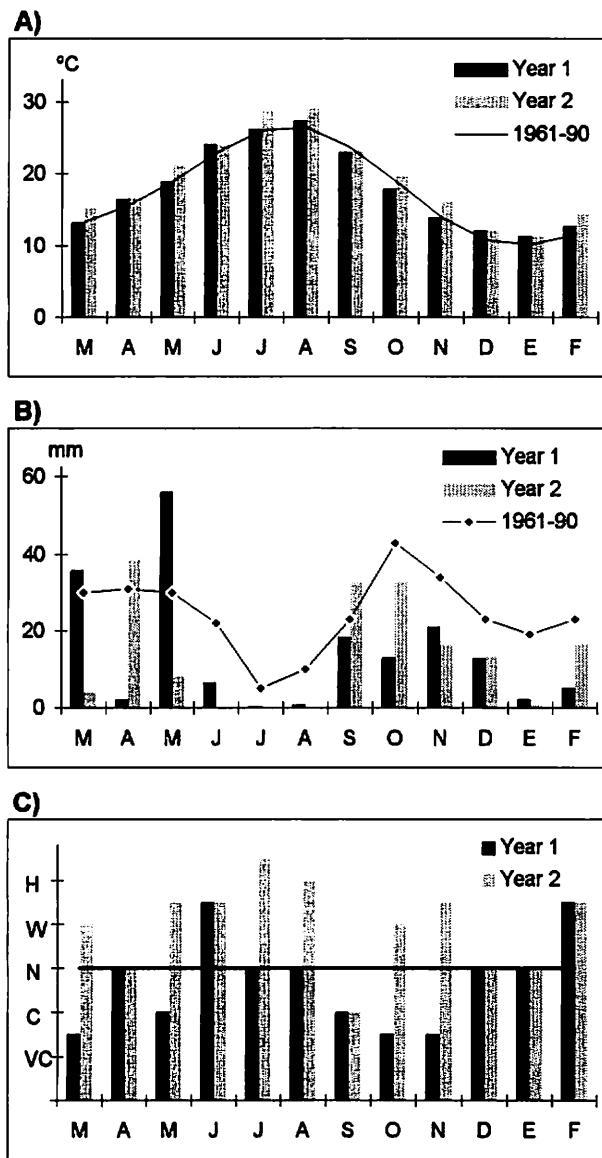 A)
°C
Year 1
Year 2
1961-90
30
20
10
0
M A M J J A S O N D E F
B)
mm
Year 1
Year 2
1961-90
60
40
20
0
M A M J J A S O N D E F
C)
Year 1
Year 2
H
W
N
C
VC
M A M J J A S O N D E F